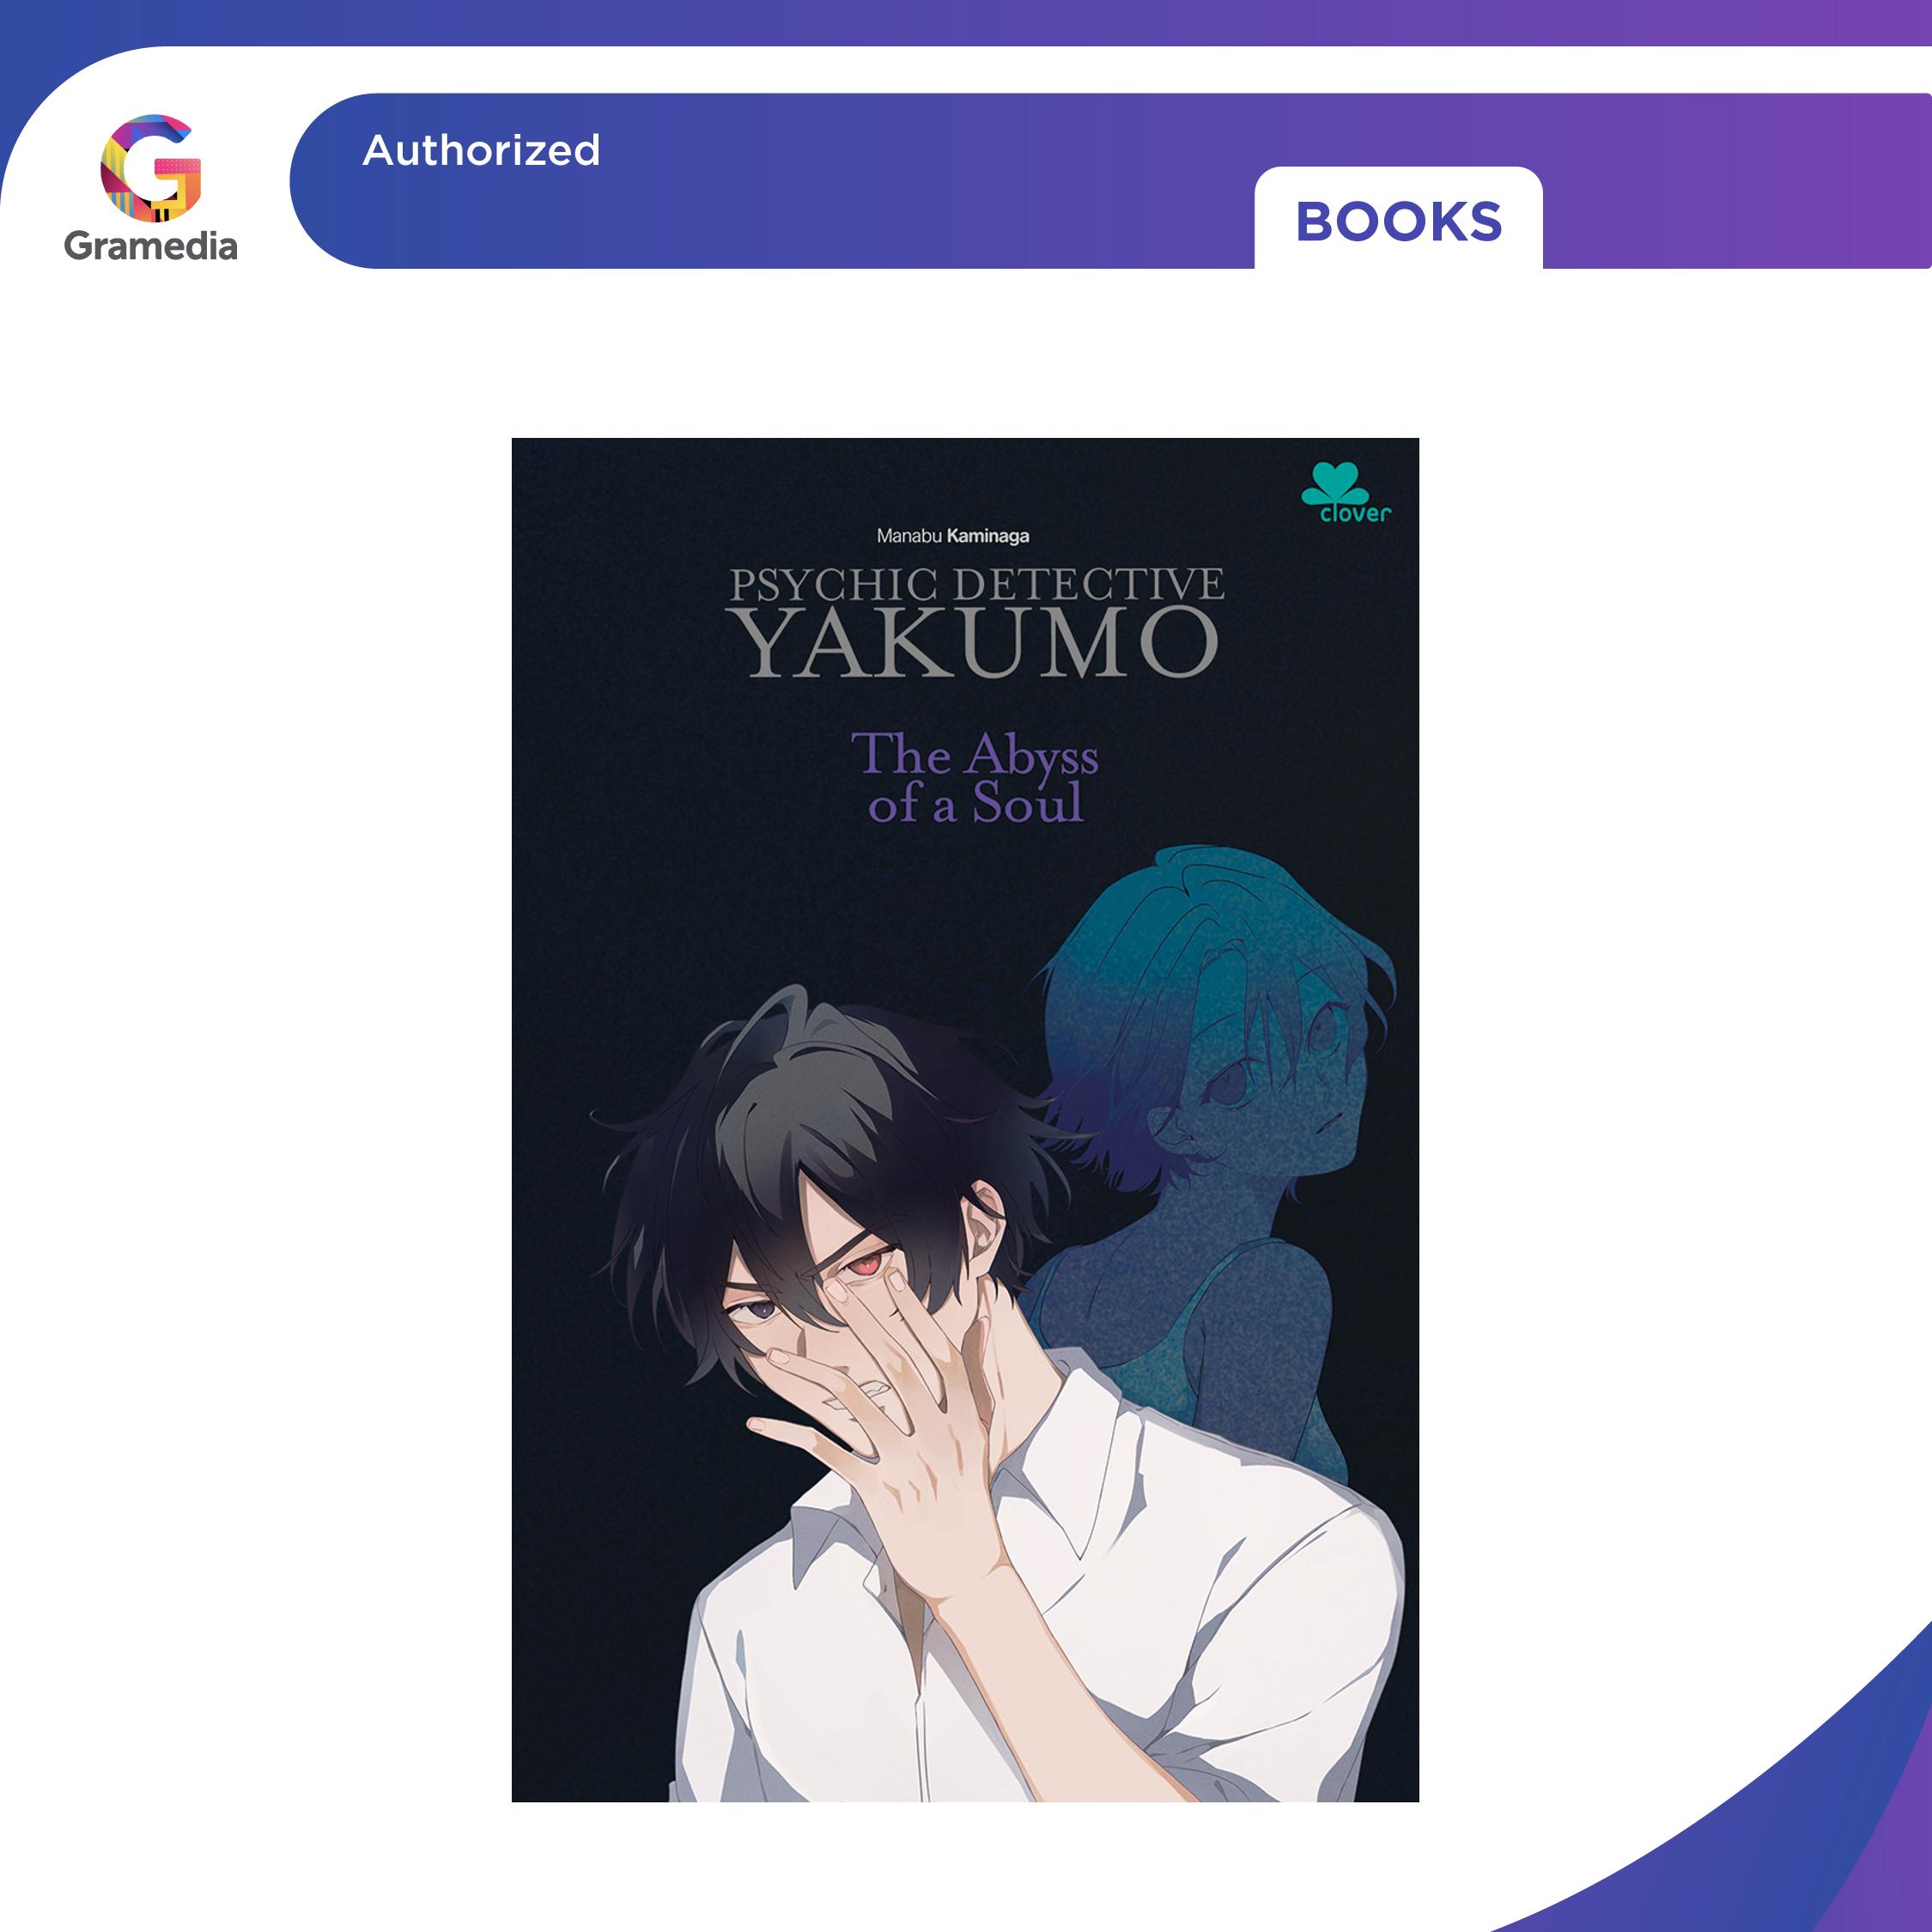 Gramedia
Authorized
BOOKS
clover
Manabu Kaminaga
PSYCHIC DETECTIVE
YAKUMO
The Abyss
of a Soul